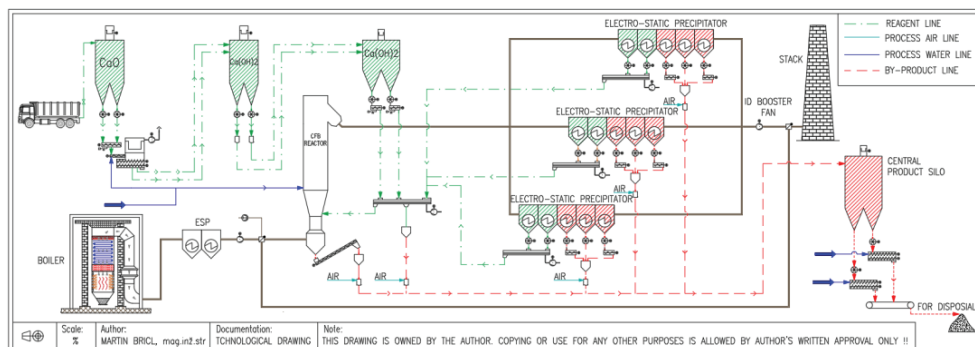 ELECTRO-STATIC PRECIPITATOR
REAGENT LINE
PROCESS AIR LINE
PROCESS WATER LINE
BY-PRODUCT LINE
CaO
Ca(OH)2
Ca(OH)2
STACK
AIR
ELECTRO-STATIC PRECIPITATOR
ID BOOSTER
FAN
CFB
REACTOR
CENTRAL
PRODUCT SILO
AIR
ELECTRO-STATIC PRECIPITATOR
ESP
BOILER
AIR
AIR
AIR
FOR DISPOSIAL
Scale:
%
Author:
MARTIN BRICL, mag.in2.str
Documentation:
TCHNOLOGICAL DRAWING
Note:
THIS DRAWING IS OWNED BY THE AUTHOR. COPYING OR USE FOR ANY OTHER PURPOSES IS ALLOWED BY AUTHOR'S WRITTEN APPROVAL ONLY !!